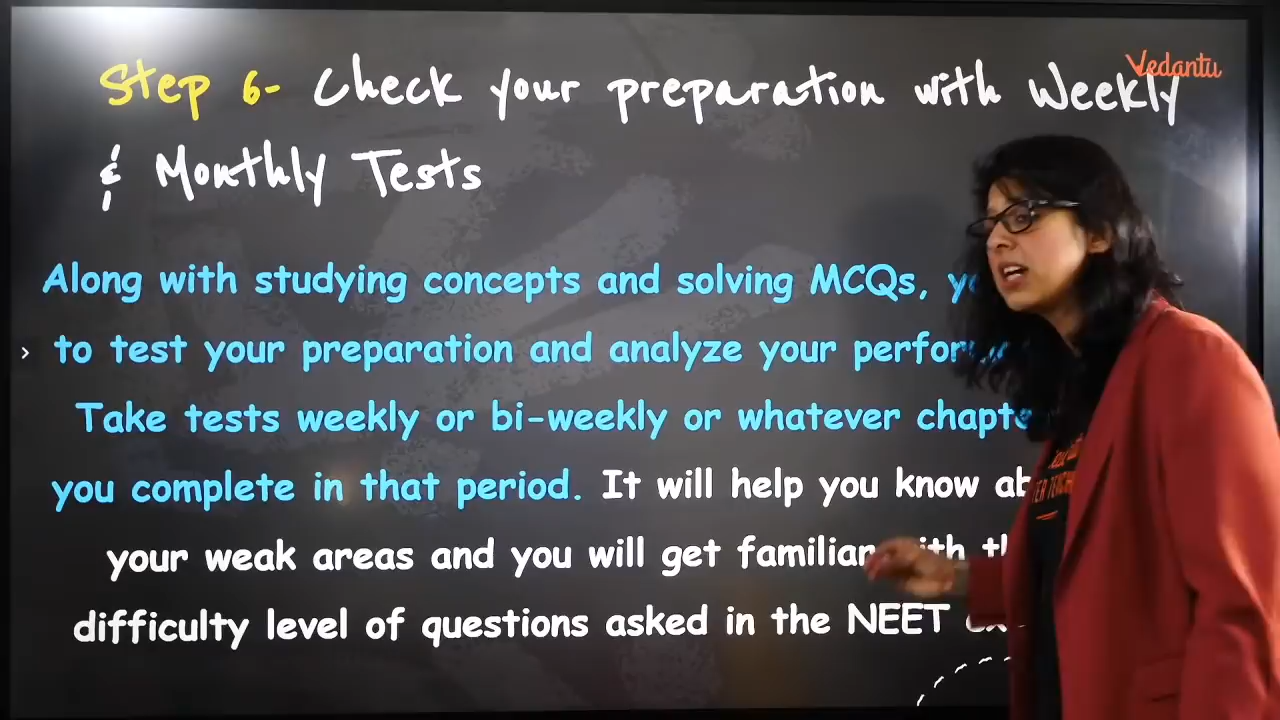 Vedantu
Step 6- Check your preparation with Weekly
& Monthly Tests
Along with studying concepts and solving MCQs,
to test your preparation and analyze your
Take tests weekly or bi-weekly or whatever
you complete in that period. It will help you know
your weak areas and you will get familiar with
difficulty level of questions asked in the NEET